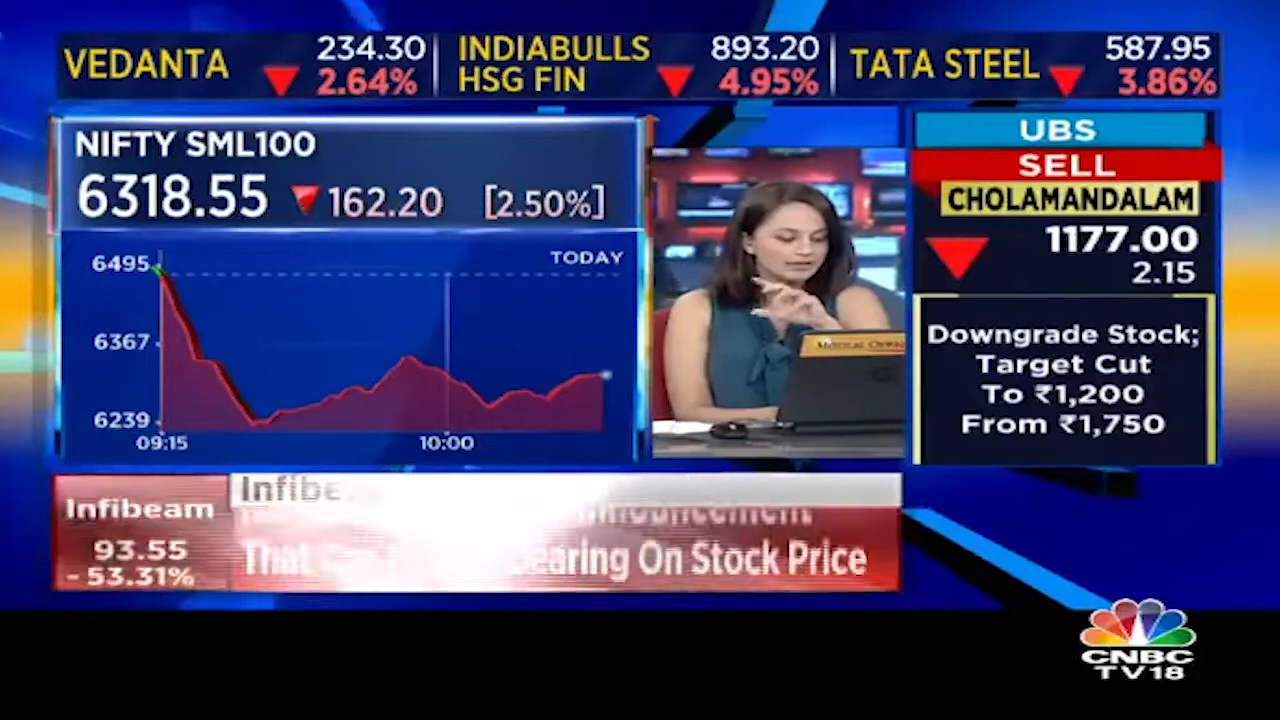 VEDANTA
234.30
2.64%
INDIABULLS
HSG FIN
893.20
4.95%
TATA STEEL
587.95
3.86%
NIFTY SML100
6318.55 162.20 [2.50%]
TODAY
6495
6367
6239
09:15
10:00
UBS
SELL
CHOLAMANDALAM
1177.00
2.15
Downgrade Stock;
Target Cut
To ₹1,200
From ₹1,750
Infibeam
93.55
- 53.31%
That On Stock Price
CNBC
TV18